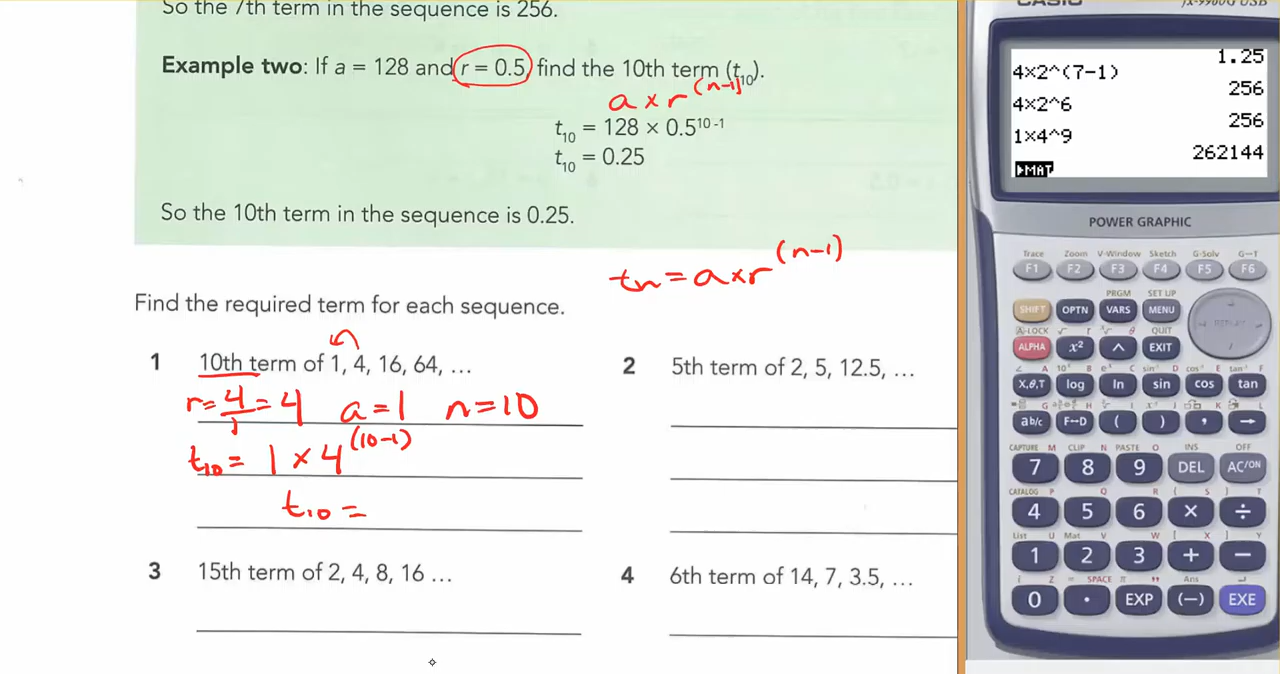 So the 7th term in the sequence is 256.
Example two: If a = 128 and r = 0.5, find the 10th term (t10).
a × r (n-1)
t10 = 128 × 0.5 10 -1
t10 = 0.25
So the 10th term in the sequence is 0.25.
tn = a×r (n-1)
Find the required term for each sequence.
1 10th term of 1, 4, 16, 64, …
r = 4/1 = 4 a = 1 n = 10
t10 = 1 × 4 (10-1)
t10 =
2 5th term of 2, 5, 12.5, …
3 15th term of 2, 4, 8, 16 …
4 6th term of 14, 7, 3.5, …
CASIO fx-9860G USB
1.25
4×2^(7-1)
256
4×2^6
256
1×4^9
262144
▶MAT
POWER GRAPHIC
Trace Zoom V-Window Sketch G-Solv G↔T
F1 F2 F3 F4 F5 F6
PRGM SET UP
SHIFT OPTN VARS MENU
A-LOCK √ QUIT
ALPHA x² ^ EXIT
X,θ,T log ln sin cos tan
a b/c F↔D ( ) , →
CAPTURE M CLIP N PASTE O INS OFF
7 8 9 DEL AC/ON
CATALOG P Q R { S } T
4 5 6 × ÷
List U Mat V W [ X ] Y
1 2 3 + −
i Z = SPACE π " Ans
0 . EXP (−) EXE